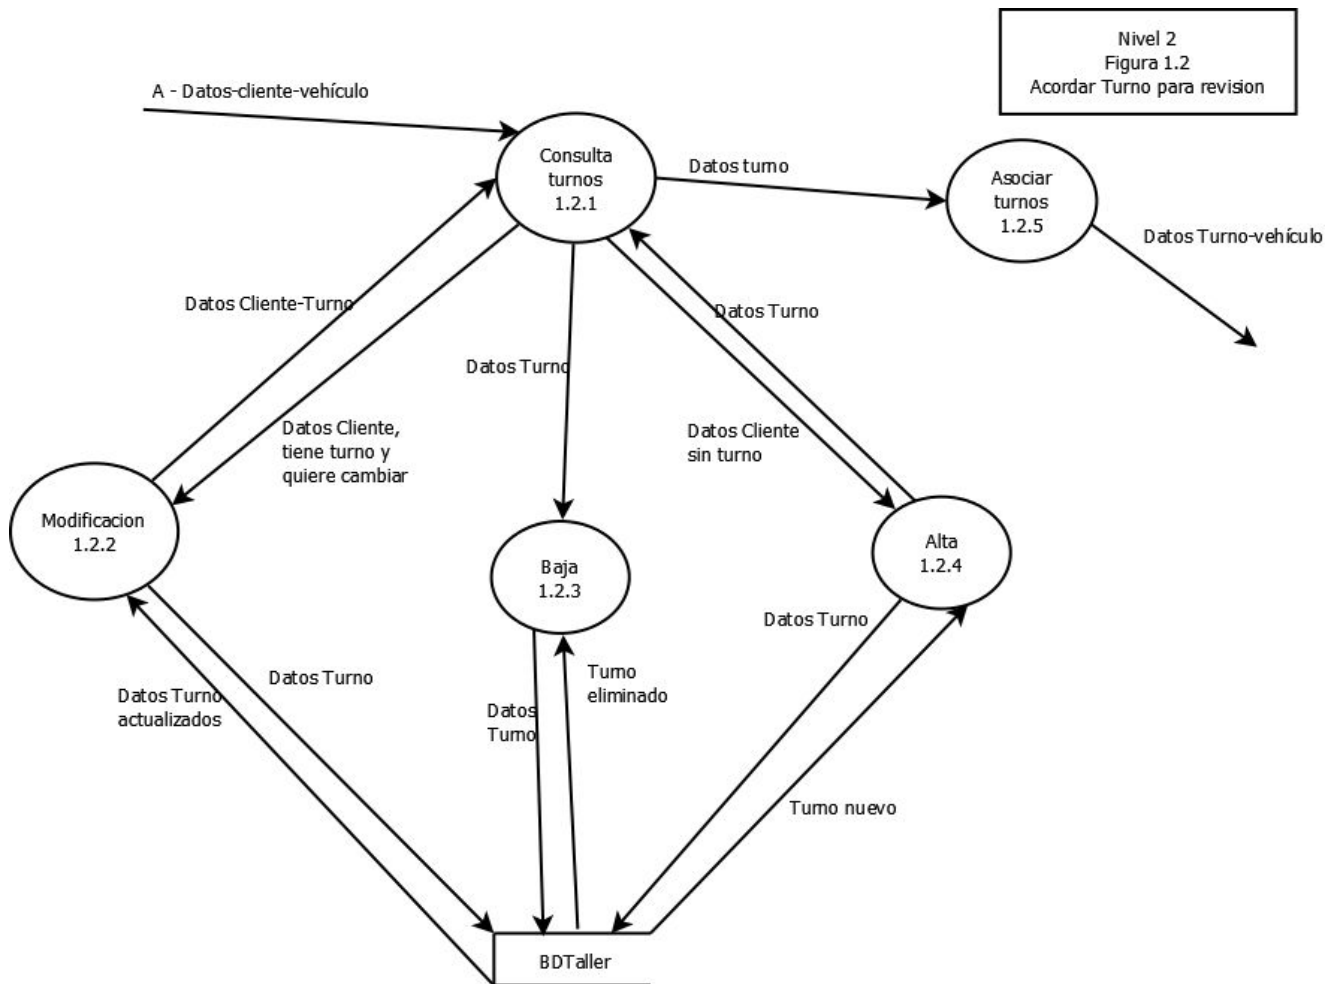 Nivel 2
Figura 1.2
Acordar Turno para revision
A - Datos-cliente-vehículo
Consulta
turnos
1.2.1
Datos turno
Asociar
turnos
1.2.5
Datos Turno-vehículo
Datos Cliente-Turno
Datos Turno
Datos Turno
Datos Cliente,
tiene turno y
quiere cambiar
Datos Cliente
sin turno
Modificacion
1.2.2
Baja
1.2.3
Alta
1.2.4
Datos Turno
Datos Turno
actualizados
Datos Turno
Datos
Turno
Turno
eliminado
Turno nuevo
BDTaller